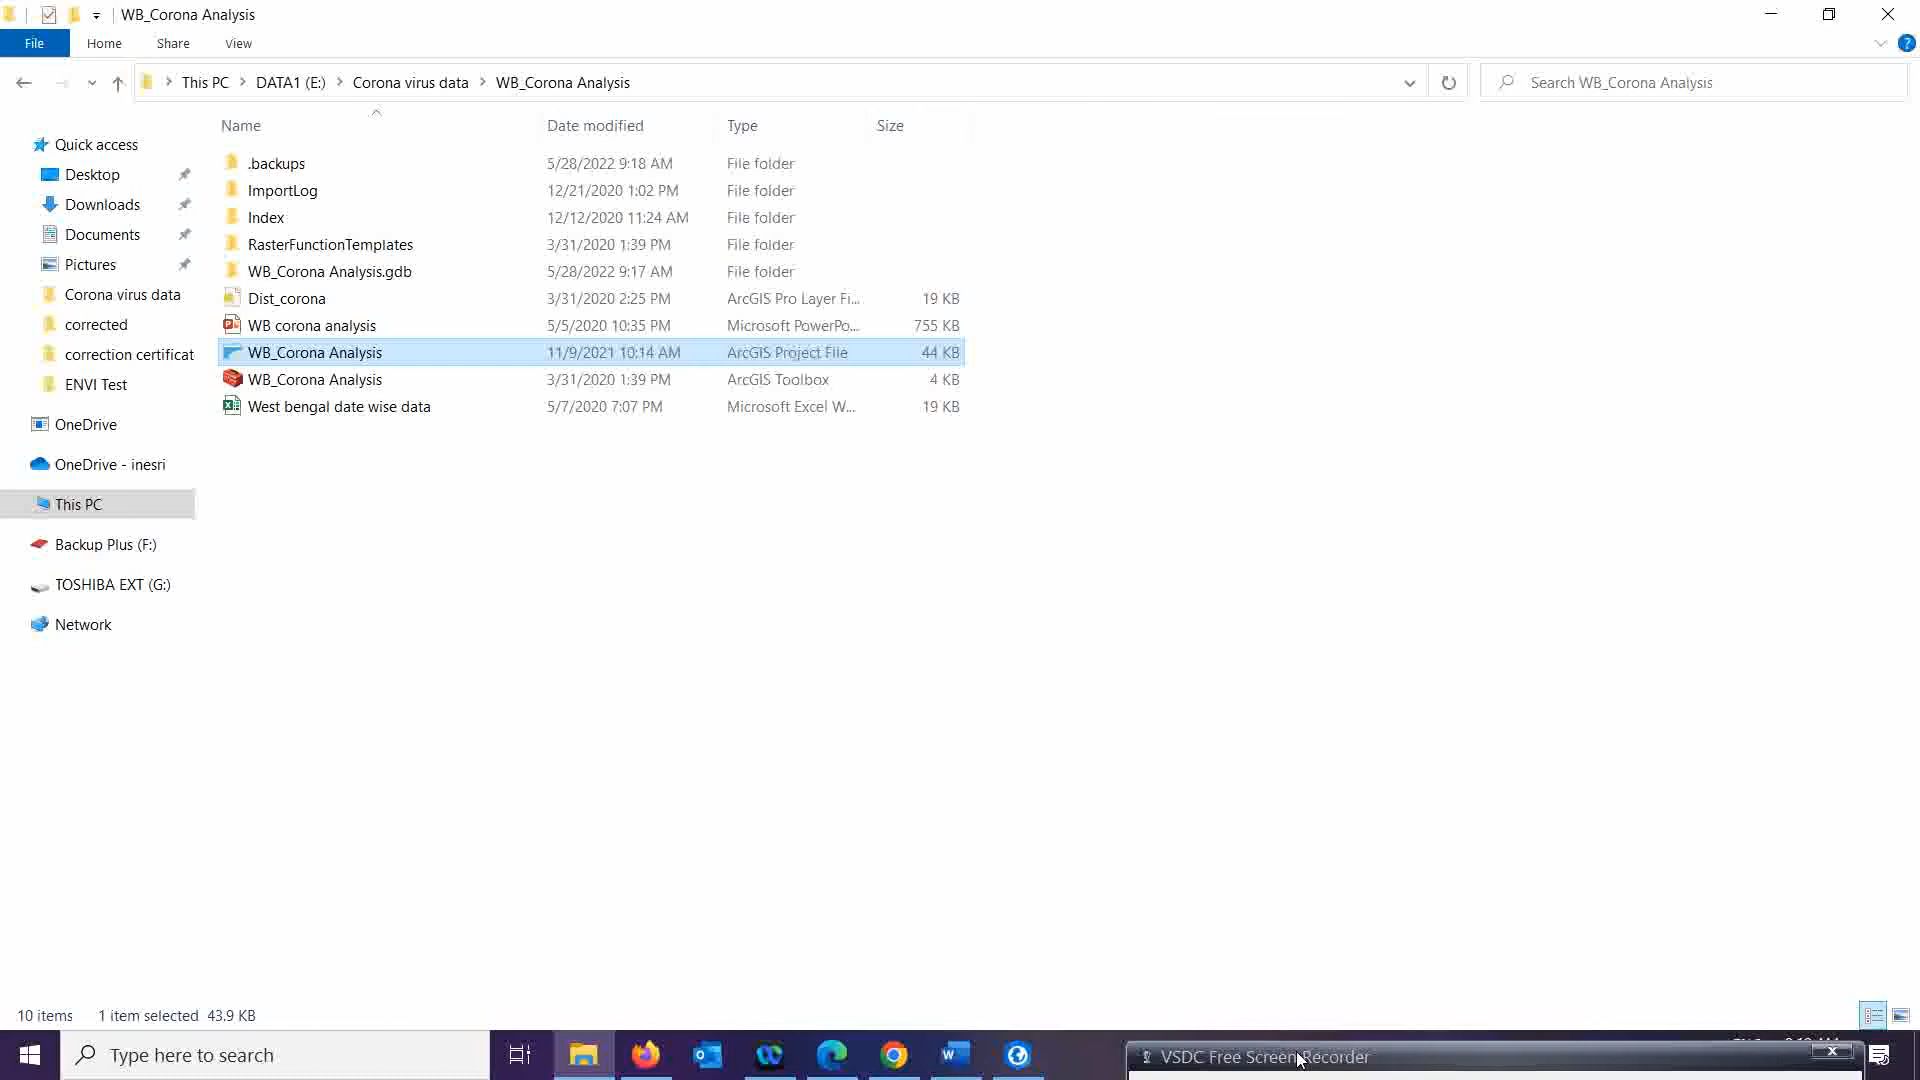 WB_Corona Analysis
File Home Share View
This PC DATA1 (E:) Corona virus data WB_Corona Analysis
Search WB_Corona Analysis
Name Date modified Type Size
.backups 5/28/2022 9:18 AM File folder
ImportLog 12/21/2020 1:02 PM File folder
Index 12/12/2020 11:24 AM File folder
RasterFunctionTemplates 3/31/2020 1:39 PM File folder
WB_Corona Analysis.gdb 5/28/2022 9:17 AM File folder
Dist_corona 3/31/2020 2:25 PM ArcGIS Pro Layer Fi... 19 KB
WB corona analysis 5/5/2020 10:35 PM Microsoft PowerPo... 755 KB
WB_Corona Analysis 11/9/2021 10:14 AM ArcGIS Project File 44 KB
WB_Corona Analysis 3/31/2020 1:39 PM ArcGIS Toolbox 4 KB
West bengal date wise data 5/7/2020 7:07 PM Microsoft Excel W... 19 KB
Quick access
Desktop
Downloads
Documents
Pictures
Corona virus data
corrected
correction certificat
ENVI Test
OneDrive
OneDrive - inesri
This PC
Backup Plus (F:)
TOSHIBA EXT (G:)
Network
10 items 1 item selected 43.9 KB
Type here to search
VSDC Free Screen Recorder